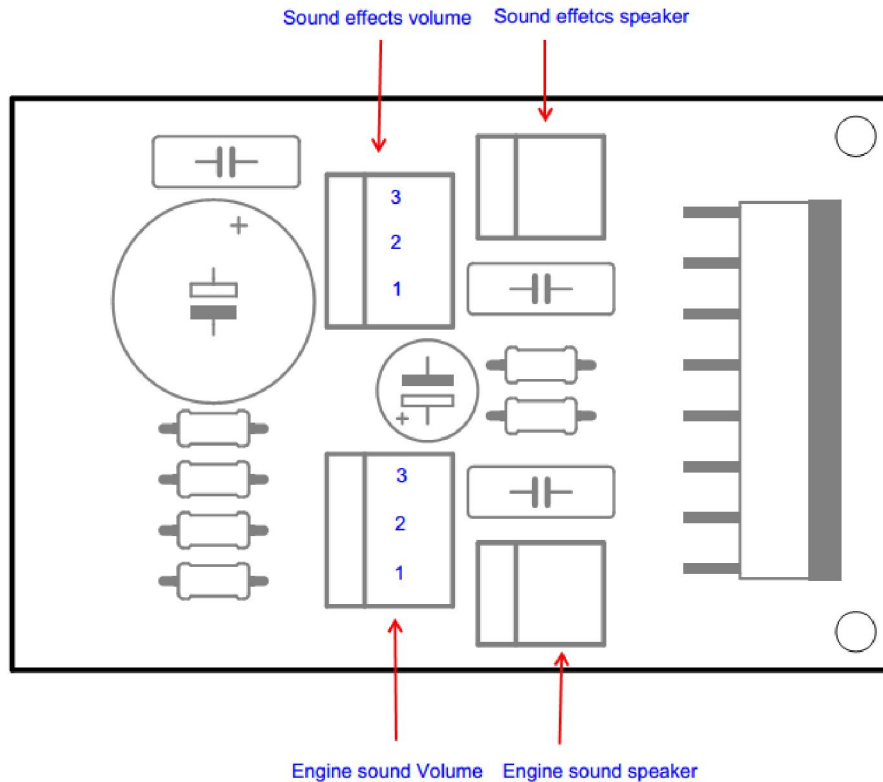 Sound effects volume
Sound effetcs speaker
+
3
2
1
+
3
2
1
Engine sound Volume
Engine sound speaker